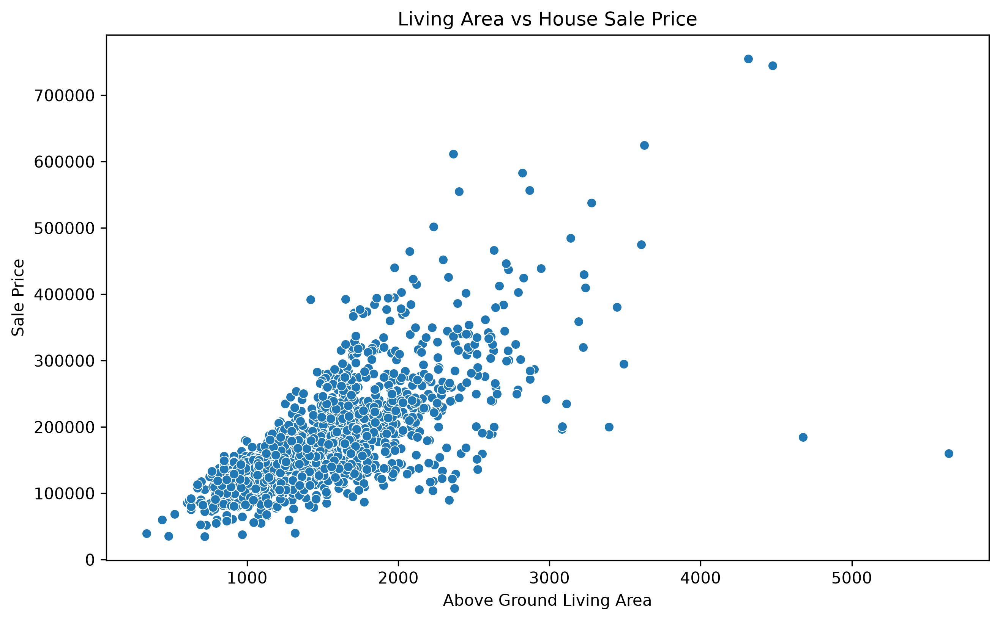 Living Area vs House Sale Price
700000
600000
500000
400000
300000
200000
100000
0
Sale Price
1000 2000 3000 4000 5000
Above Ground Living Area